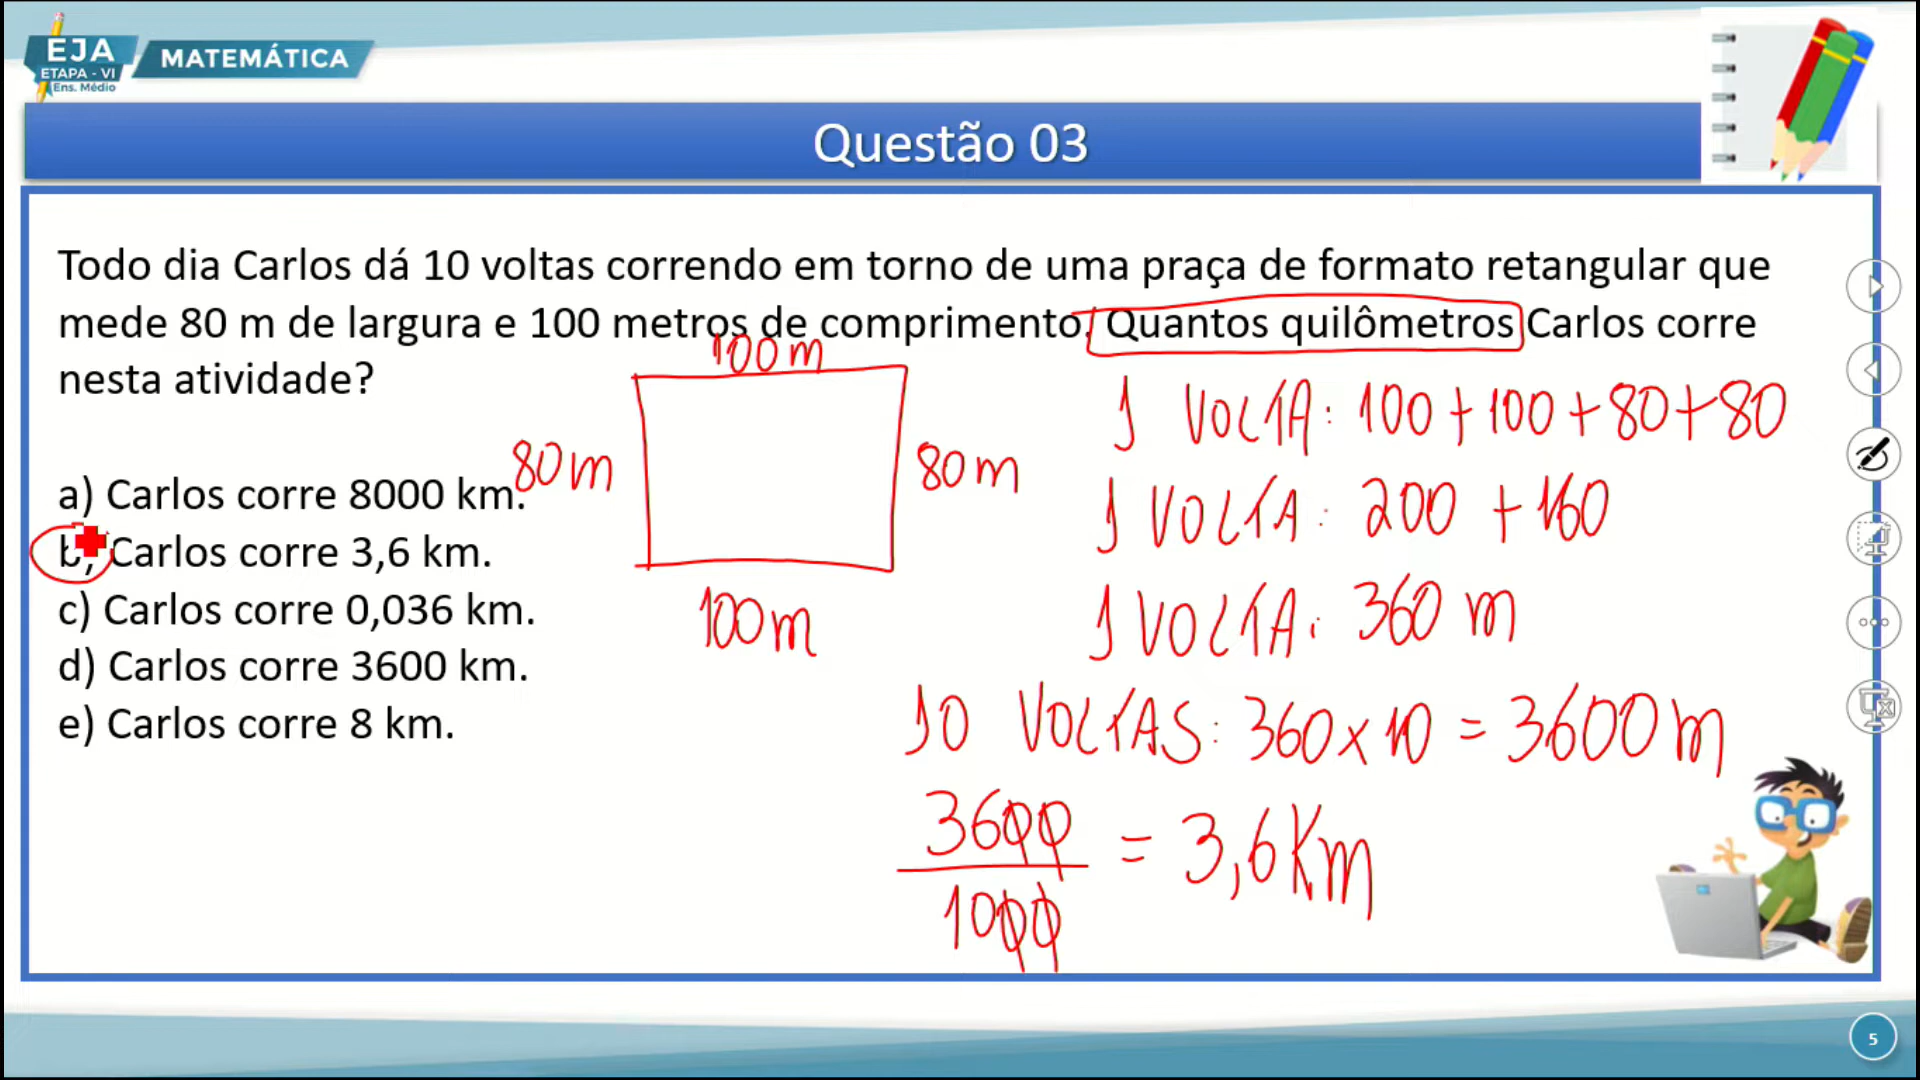 EJA
ETAPA - VI
Ens. Médio
MATEMÁTICA
Questão 03
Todo dia Carlos dá 10 voltas correndo em torno de uma praça de formato retangular que
mede 80 m de largura e 100 metros de comprimento. Quantos quilômetros Carlos corre
nesta atividade?
100 m
80 m
80 m
100 m
a) Carlos corre 8000 km.
b) Carlos corre 3,6 km.
c) Carlos corre 0,036 km.
d) Carlos corre 3600 km.
e) Carlos corre 8 km.
1 VOLTA: 100 + 100 + 80 + 80
1 VOLTA: 200 + 160
1 VOLTA: 360 m
10 VOLTAS: 360 x 10 = 3600 m
3600
1000
= 3,6 Km
5